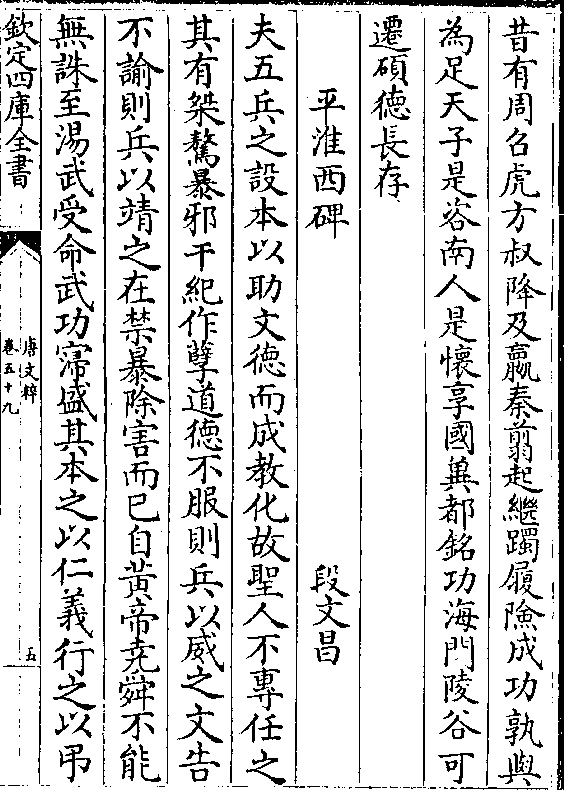 昔有周召虎方叔降及嬴秦翦起繼躅履險成功孰與
為足天子是咨南人是懷享國冀都銘功海門陵谷可
遷碩德長存
平淮西碑　段文昌
夫五兵之設本以助文德而成教化故聖人不專任之
其有桀驁暴邪干紀作孽道德不服則兵以威之文告
不諭則兵以靖之在禁暴除害而已自黃帝堯舜不能
無誅至湯武受命武功寖盛其本之以仁義行之以弔
欽定四庫全書
唐文粹
卷五十九
五